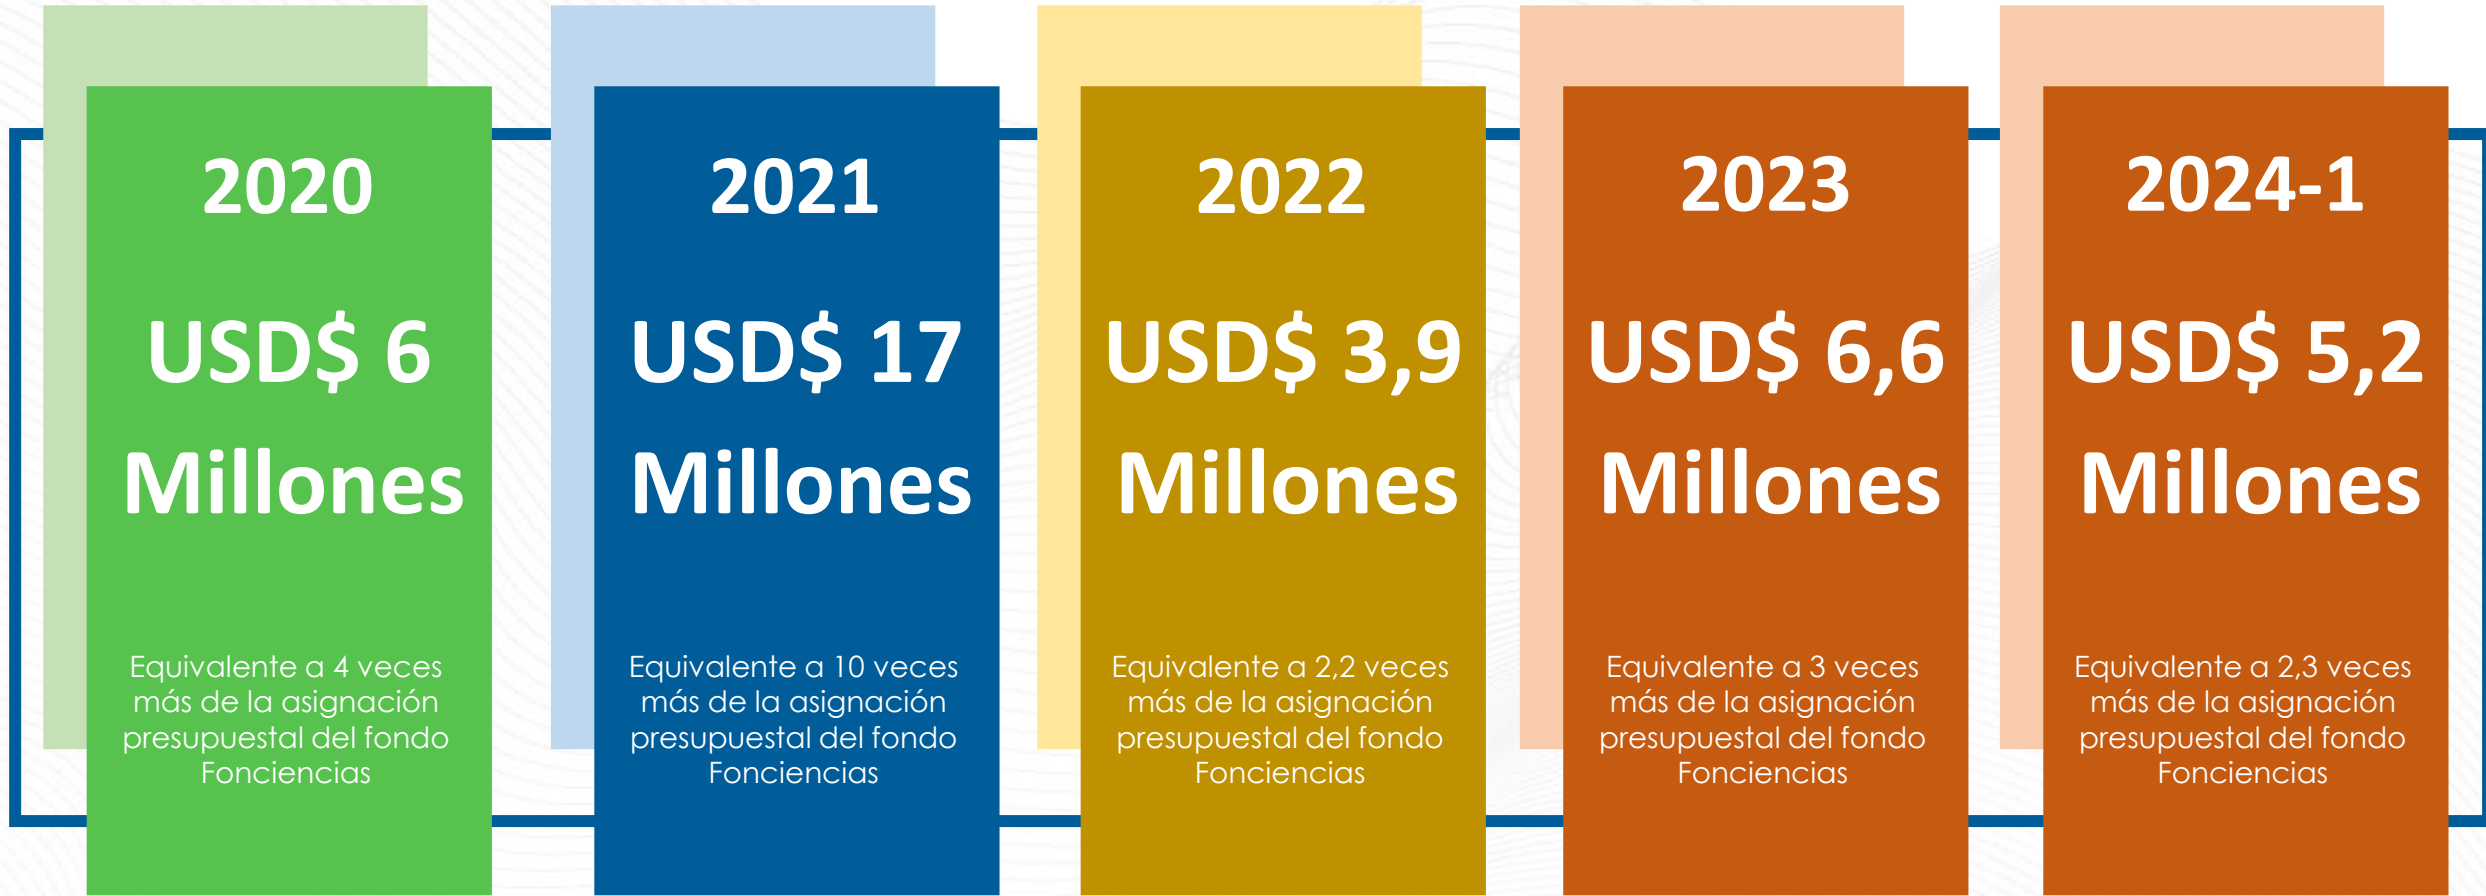 2020
USD$ 6
Millones
Equivalente a 4 veces
más de la asignación
presupuestal del fondo
Fonciencias
2021
USD$ 17
Millones
Equivalente a 10 veces
más de la asignación
presupuestal del fondo
Fonciencias
2022
USD$ 3,9
Millones
Equivalente a 2,2 veces
más de la asignación
presupuestal del fondo
Fonciencias
2023
USD$ 6,6
Millones
Equivalente a 3 veces
más de la asignación
presupuestal del fondo
Fonciencias
2024-1
USD$ 5,2
Millones
Equivalente a 2,3 veces
más de la asignación
presupuestal del fondo
Fonciencias